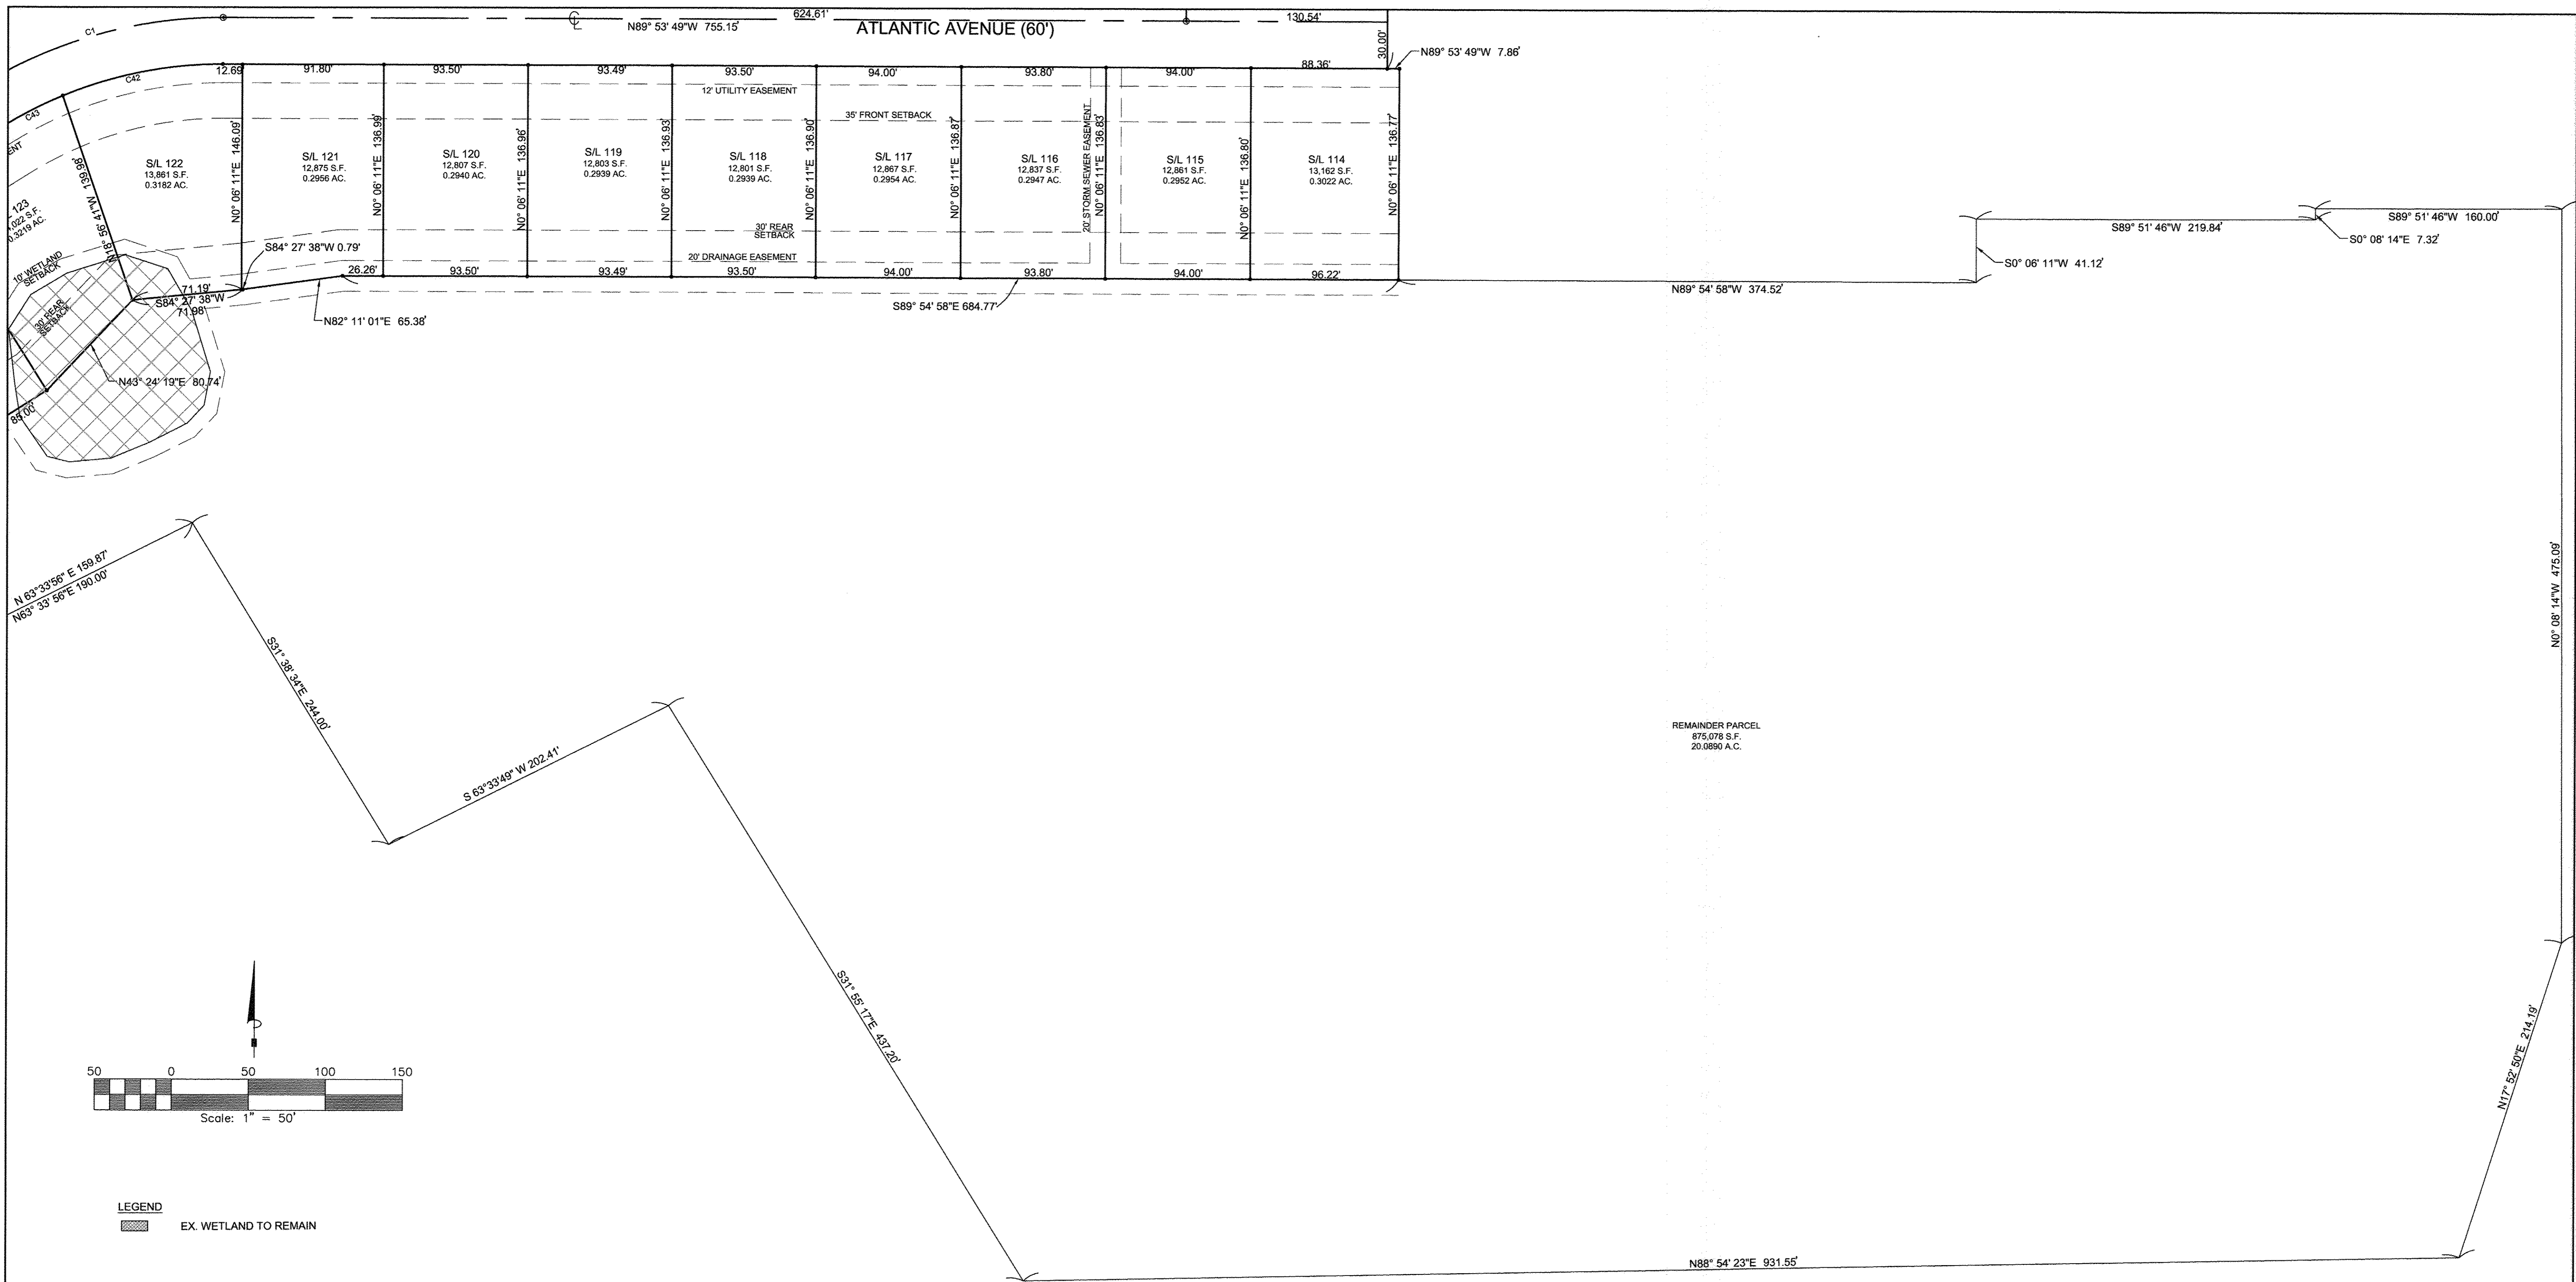 C1
624.61'
N89° 53' 49"W 755.15'
130.54'
ATLANTIC AVENUE (60')
30.00'
N89° 53' 49"W 7.86'
C42
C43
12.69'
91.80'
93.50'
93.49'
93.50'
94.00'
93.80'
94.00'
88.36'
12' UTILITY EASEMENT
35' FRONT SETBACK
N18° 56' 41"W 139.98'
S/L 122
13,861 S.F.
0.3182 AC.
N0° 06' 11"E 146.09'
S/L 121
12,875 S.F.
0.2956 AC.
N0° 06' 11"E 136.99'
S/L 120
12,807 S.F.
0.2940 AC.
N0° 06' 11"E 136.96'
S/L 119
12,803 S.F.
0.2939 AC.
N0° 06' 11"E 136.93'
S/L 118
12,801 S.F.
0.2939 AC.
N0° 06' 11"E 136.90'
S/L 117
12,867 S.F.
0.2954 AC.
N0° 06' 11"E 136.87'
S/L 116
12,837 S.F.
0.2947 AC.
20' STORM SEWER EASEMENT
N0° 06' 11"E 136.83'
S/L 115
12,861 S.F.
0.2952 AC.
N0° 06' 11"E 136.80'
S/L 114
13,162 S.F.
0.3022 AC.
N0° 06' 11"E 136.77'
ENT
123
,022 S.F.
0.3219 AC.
10' WETLAND
SETBACK
30' REAR
SETBACK
30' REAR
SETBACK
20' DRAINAGE EASEMENT
S84° 27' 38"W 0.79'
71.19'
S84° 27' 38"W
71.98'
26.26'
93.50'
93.49'
93.50'
94.00'
93.80'
94.00'
96.22'
N82° 11' 01"E 65.38'
S89° 54' 58"E 684.77'
N89° 54' 58"W 374.52'
S0° 06' 11"W 41.12'
S89° 51' 46"W 219.84'
S89° 51' 46"W 160.00'
S0° 08' 14"E 7.32'
N43° 24' 19"E 80.74'
85.00'
N 63°33'56" E 159.87'
N63° 33' 56"E 190.00'
S31° 38' 34"E 244.00'
S 63°33'49" W 202.41'
S31° 55' 17"E 437.20'
N0° 08' 14"W 475.09'
REMAINDER PARCEL
875,078 S.F.
20.0890 A.C.
N17° 52' 50"E 214.19'
N88° 54' 23"E 931.55'
50 0 50 100 150
Scale: 1" = 50'
LEGEND
EX. WETLAND TO REMAIN